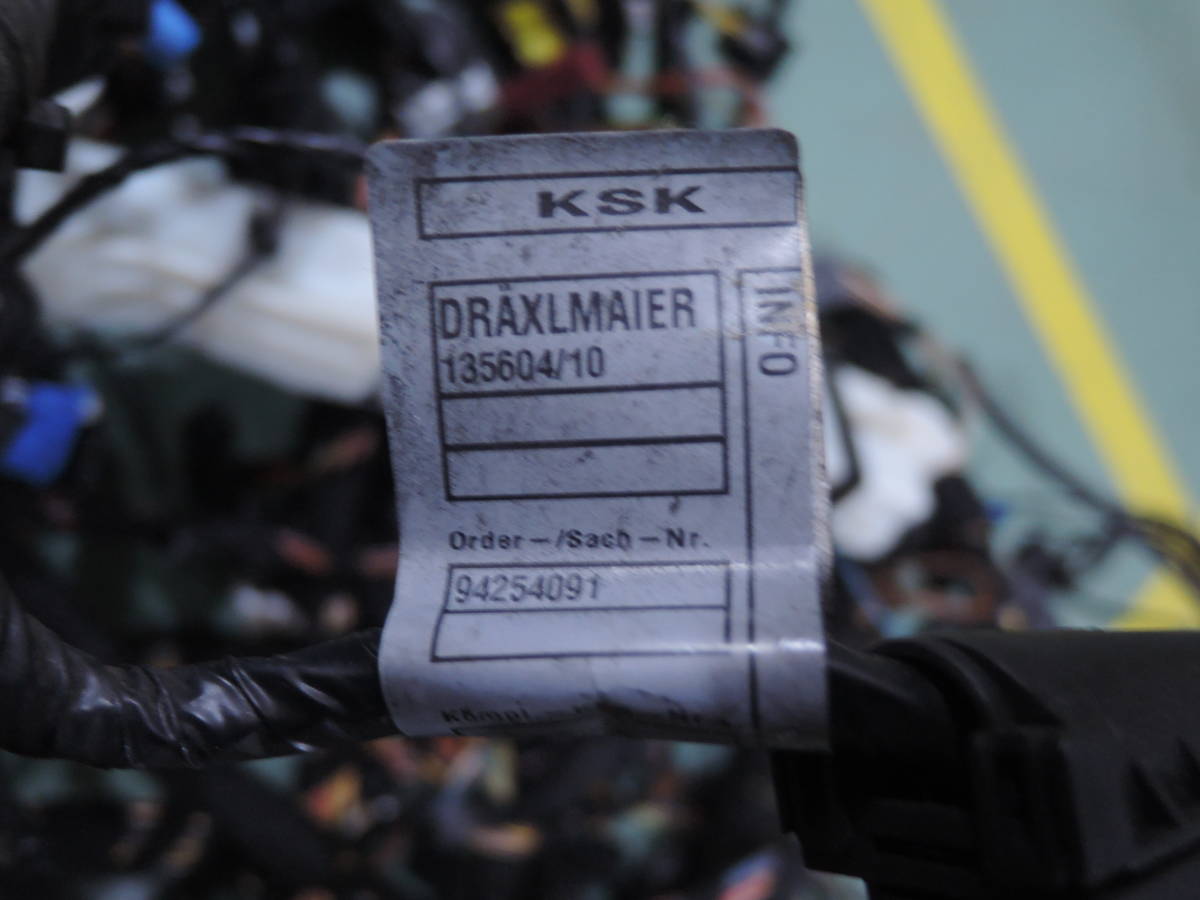 KSK
DRÄXLMAIER
135604/10
INFO
Order-/Sach-Nr.
94254091